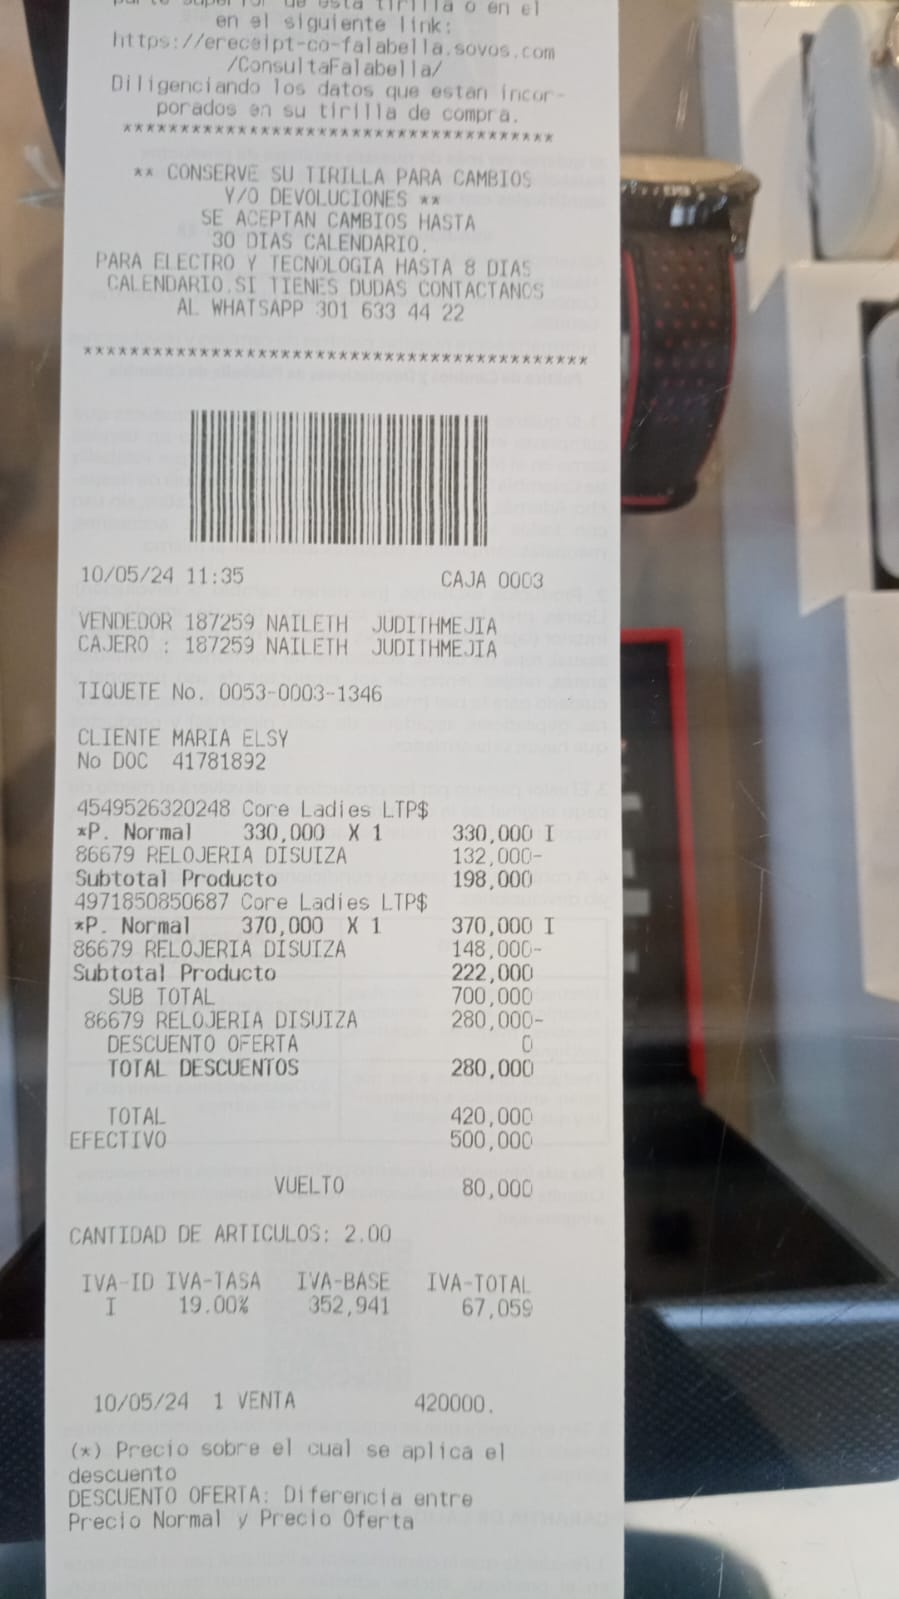 parte superior de esta tirilla o en el
en el siguiente link:
https://ereceipt-co-falabella.sovos.com
/ConsultaFalabella/
Diligenciando los datos que estan incor-
porados en su tirilla de compra.
*************************************
** CONSERVE SU TIRILLA PARA CAMBIOS
Y/O DEVOLUCIONES **
SE ACEPTAN CAMBIOS HASTA
30 DIAS CALENDARIO.
PARA ELECTRO Y TECNOLOGIA HASTA 8 DIAS
CALENDARIO.SI TIENES DUDAS CONTACTANOS
AL WHATSAPP 301 633 44 22
*******************************************
10/05/24 11:35 CAJA 0003
VENDEDOR 187259 NAILETH JUDITHMEJIA
CAJERO : 187259 NAILETH JUDITHMEJIA
TIQUETE No. 0053-0003-1346
CLIENTE MARIA ELSY
No DOC 41781892
4549526320248 Core Ladies LTP$
*P. Normal 330,000 X 1 330,000 I
86679 RELOJERIA DISUIZA 132,000-
Subtotal Producto 198,000
4971850850687 Core Ladies LTP$
*P. Normal 370,000 X 1 370,000 I
86679 RELOJERIA DISUIZA 148,000-
Subtotal Producto 222,000
SUB TOTAL 700,000
86679 RELOJERIA DISUIZA 280,000-
DESCUENTO OFERTA 0
TOTAL DESCUENTOS 280,000
TOTAL 420,000
EFECTIVO 500,000
VUELTO 80,000
CANTIDAD DE ARTICULOS: 2.00
IVA-ID IVA-TASA IVA-BASE IVA-TOTAL
I 19.00% 352,941 67,059
10/05/24 1 VENTA 420000.
(*) Precio sobre el cual se aplica el
descuento
DESCUENTO OFERTA: Diferencia entre
Precio Normal y Precio Oferta